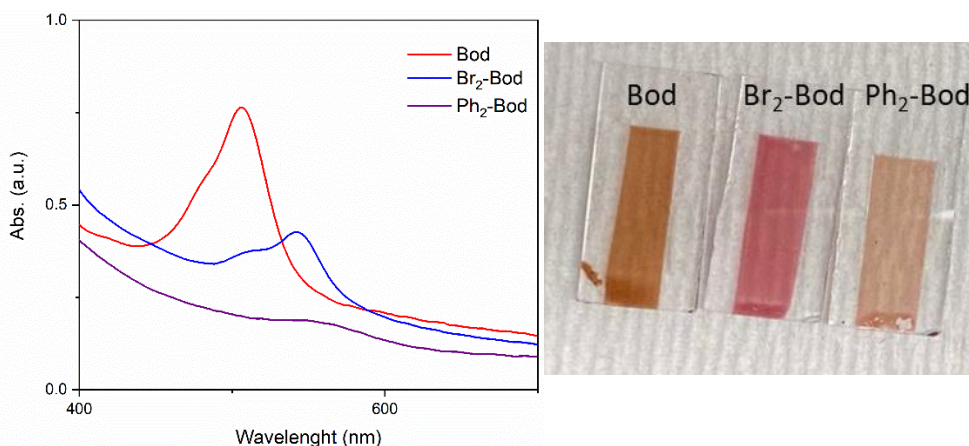 1.0
0.5
0.0
Abs. (a.u.)
400
600
Wavelenght (nm)
Bod
Br₂-Bod
Ph₂-Bod
Bod
Br₂-Bod
Ph₂-Bod